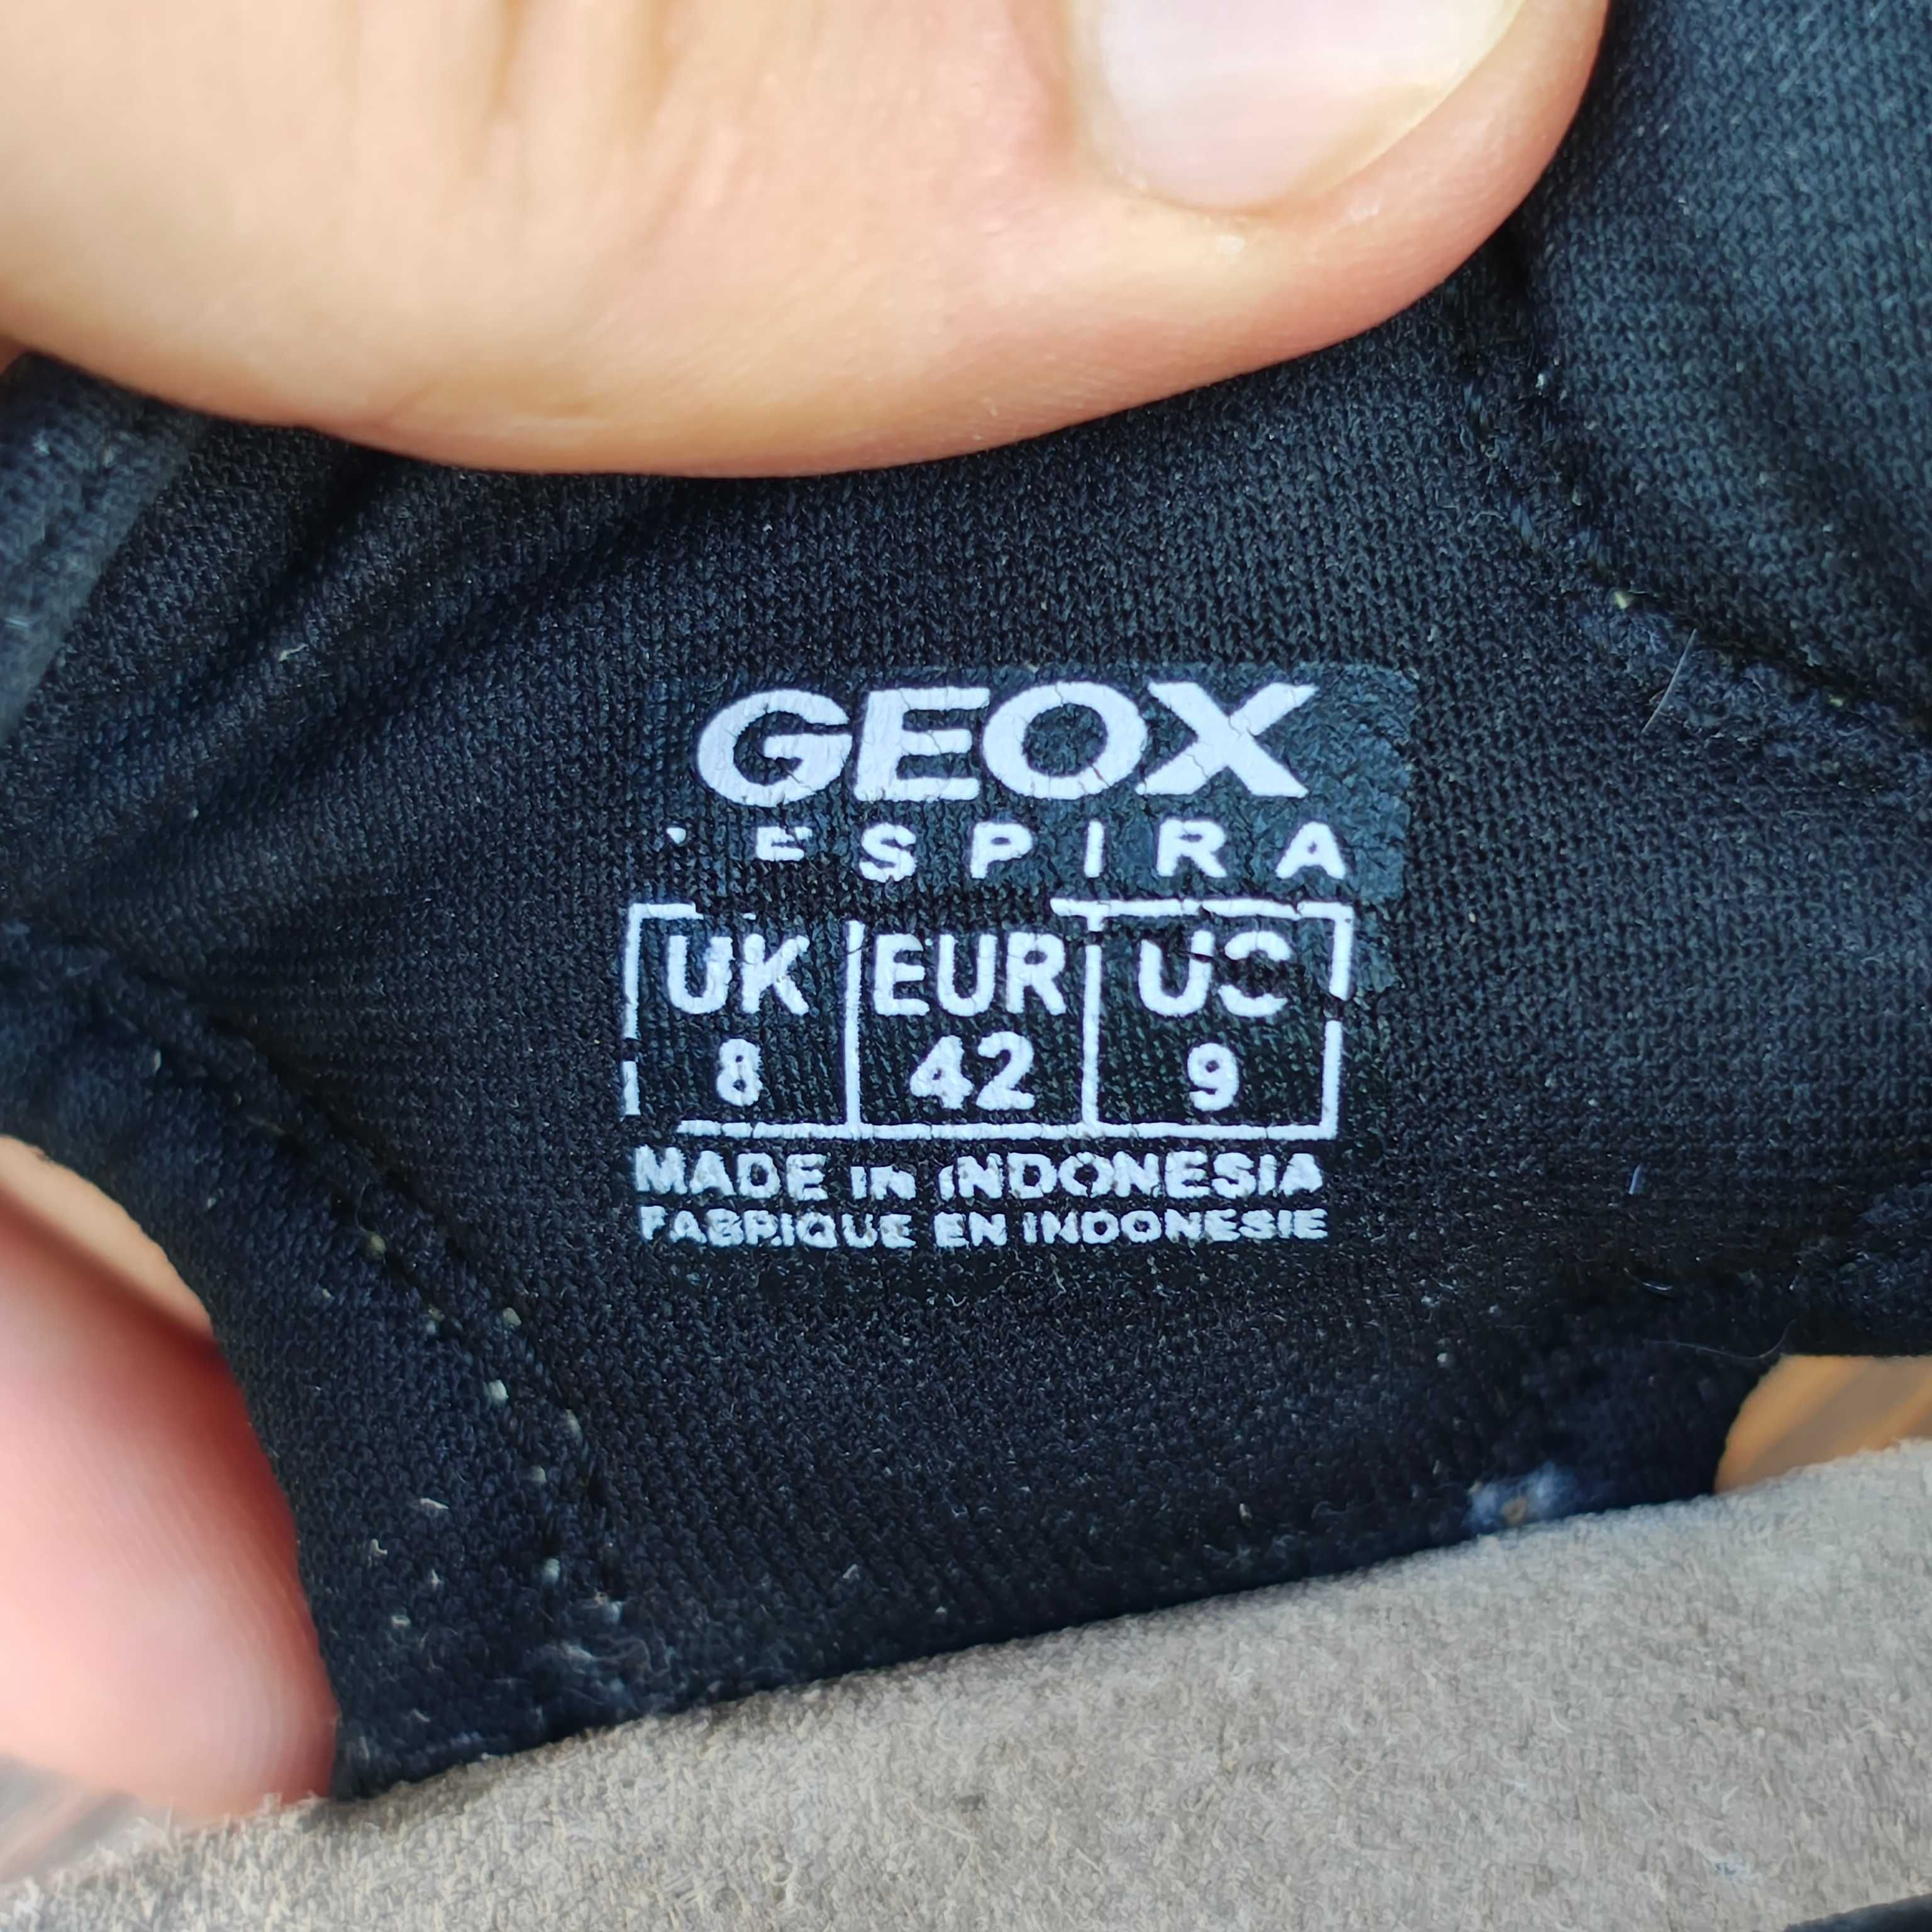 GEOX
RESPIRA
UK EUR US
8 42 9
MADE IN INDONESIA
FABRIQUE EN INDONESIE